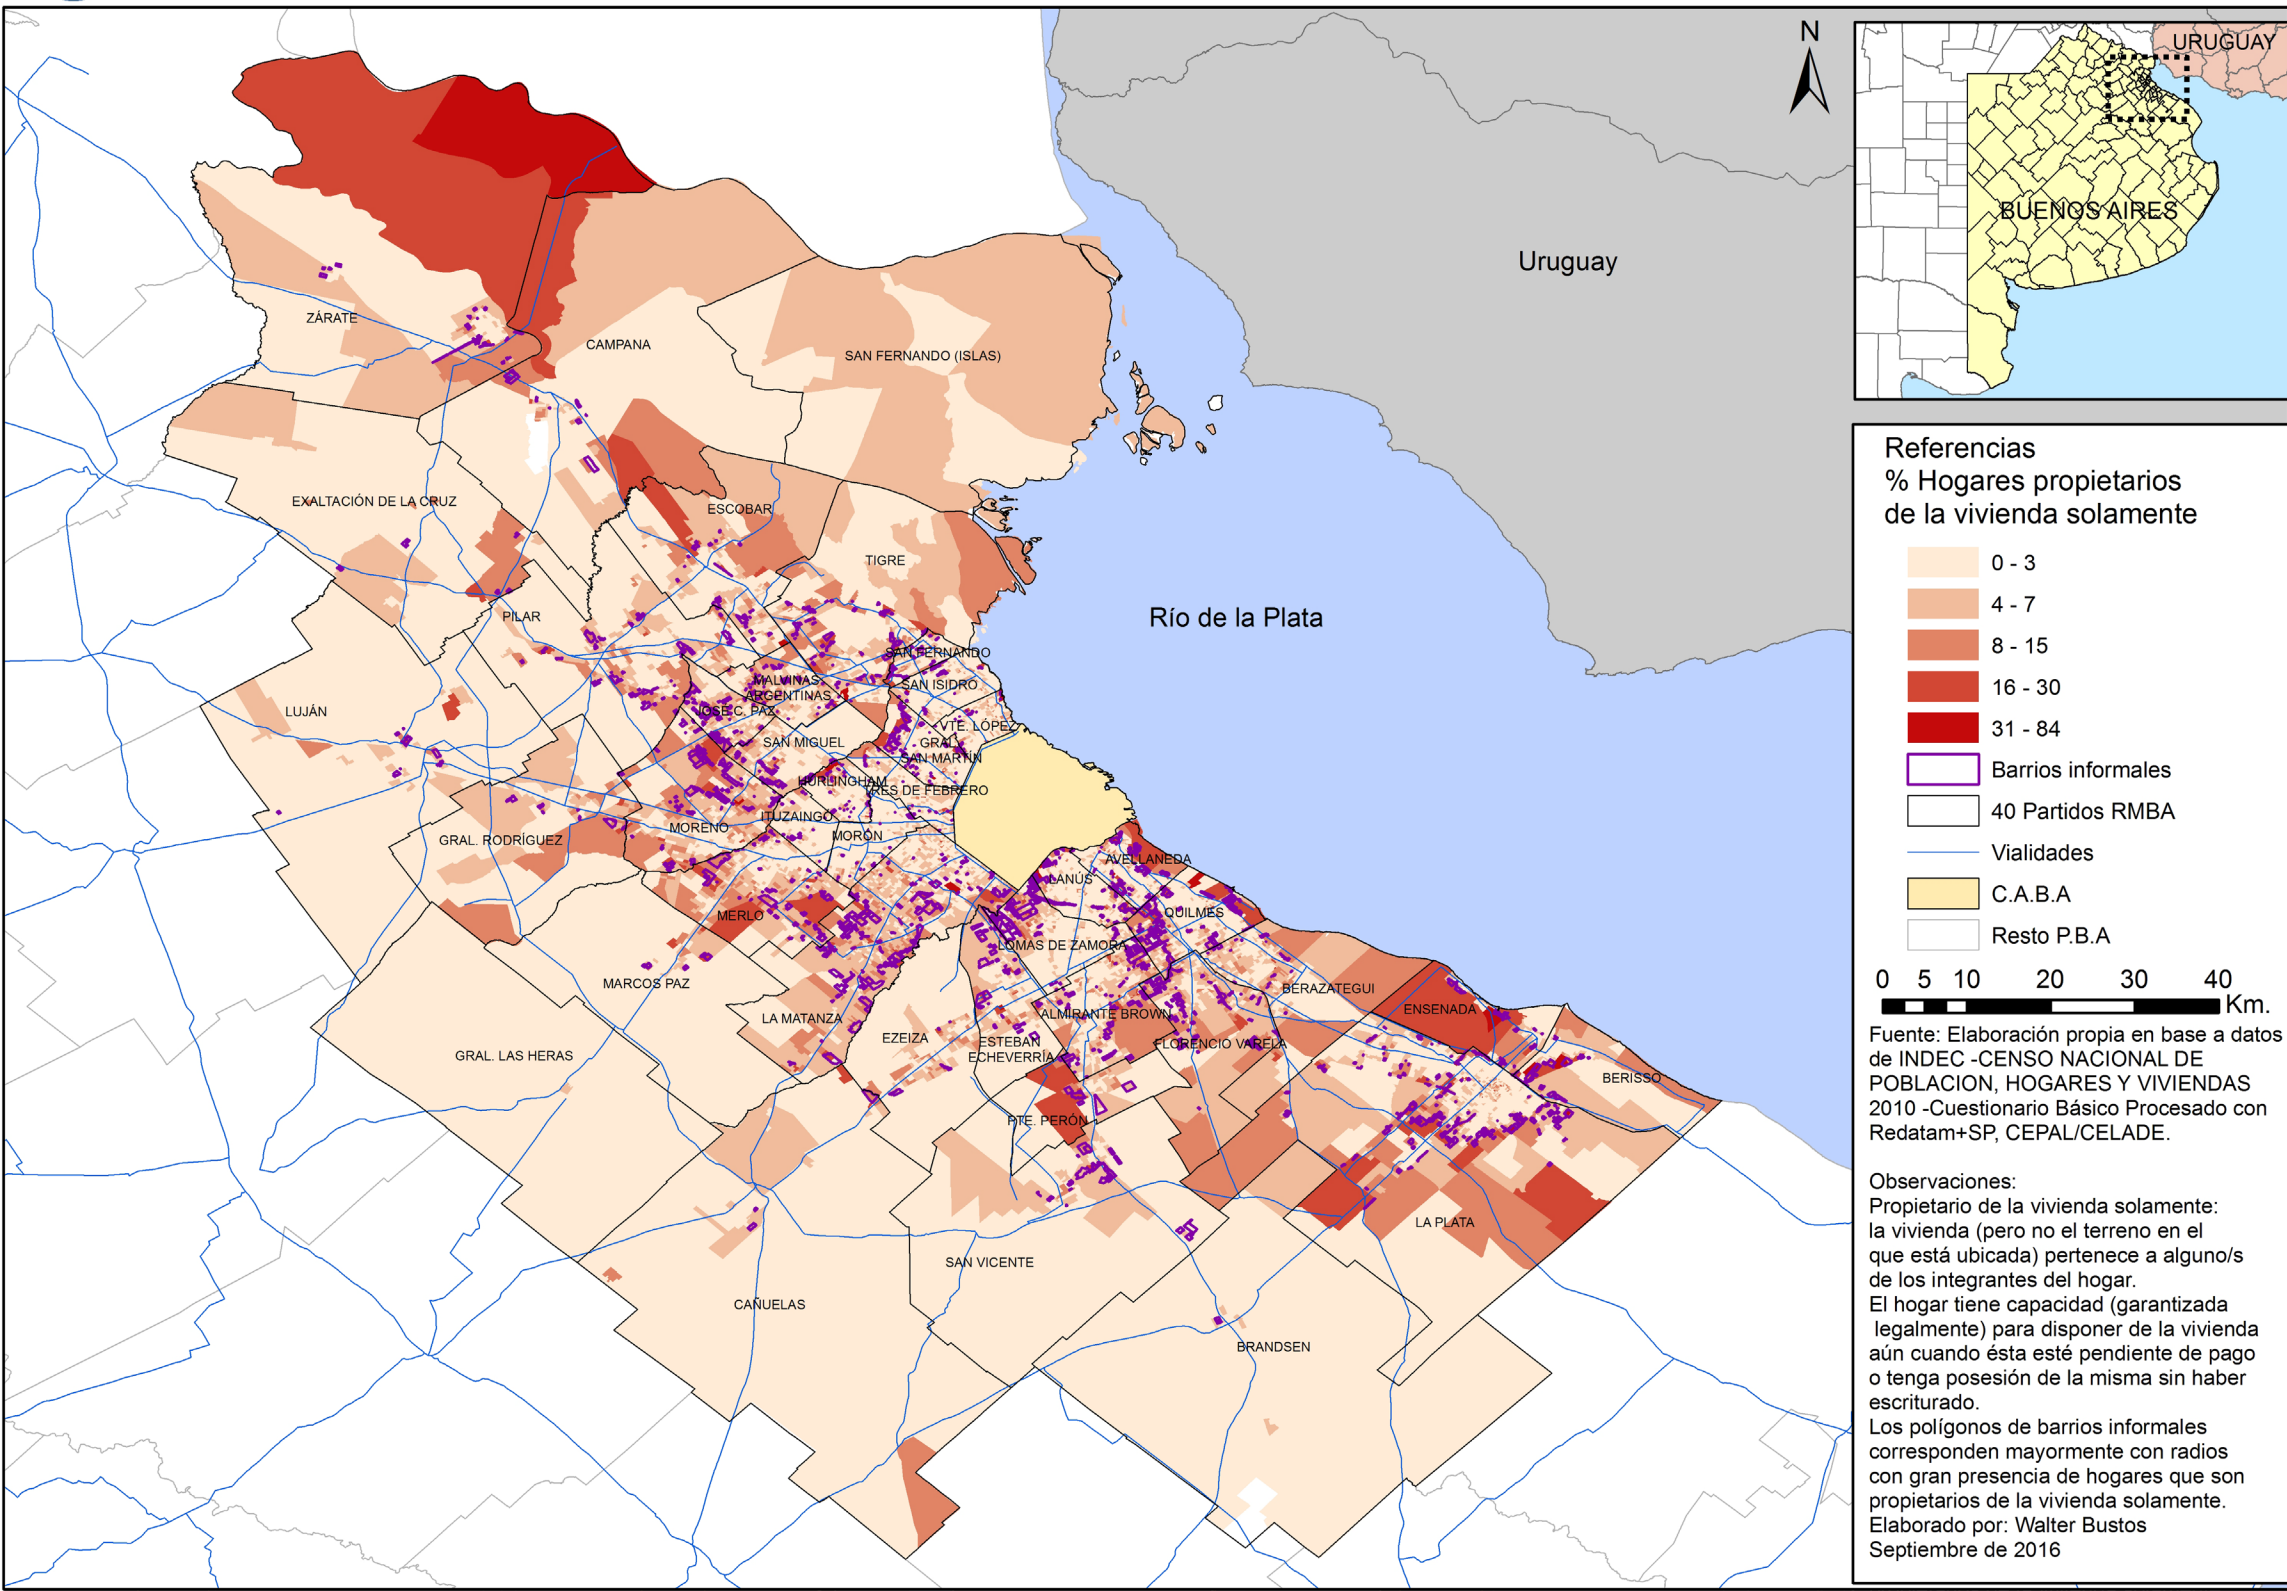 N
URUGUAY
BUENOS AIRES
Uruguay
Río de la Plata
ZÁRATE
CAMPANA
SAN FERNANDO (ISLAS)
EXALTACIÓN DE LA CRUZ
ESCOBAR
TIGRE
PILAR
SAN FERNANDO
MALVINAS
ARGENTINAS
SAN ISIDRO
LUJÁN
JOSE C. PAZ
VTE. LÓPEZ
SAN MIGUEL
GRAL.
SAN MARTÍN
HURLINGHAM
TRES DE FEBRERO
ITUZAINGÓ
MORENO
MORÓN
GRAL. RODRÍGUEZ
AVELLANEDA
LANÚS
MERLO
QUILMES
LOMAS DE ZAMORA
MARCOS PAZ
BERAZATEGUI
LA MATANZA
ALMIRANTE BROWN
ENSENADA
EZEIZA
ESTEBAN
ECHEVERRÍA
FLORENCIO VARELA
GRAL. LAS HERAS
BERISSO
PTE. PERÓN
LA PLATA
SAN VICENTE
CAÑUELAS
BRANDSEN
Referencias
% Hogares propietarios
de la vivienda solamente
0 - 3
4 - 7
8 - 15
16 - 30
31 - 84
Barrios informales
40 Partidos RMBA
Vialidades
C.A.B.A
Resto P.B.A
0 5 10 20 30 40
Km.
Fuente: Elaboración propia en base a datos
de INDEC -CENSO NACIONAL DE
POBLACION, HOGARES Y VIVIENDAS
2010 -Cuestionario Básico Procesado con
Redatam+SP, CEPAL/CELADE.
Observaciones:
Propietario de la vivienda solamente:
la vivienda (pero no el terreno en el
que está ubicada) pertenece a alguno/s
de los integrantes del hogar.
El hogar tiene capacidad (garantizada
legalmente) para disponer de la vivienda
aún cuando ésta esté pendiente de pago
o tenga posesión de la misma sin haber
escriturado.
Los polígonos de barrios informales
corresponden mayormente con radios
con gran presencia de hogares que son
propietarios de la vivienda solamente.
Elaborado por: Walter Bustos
Septiembre de 2016